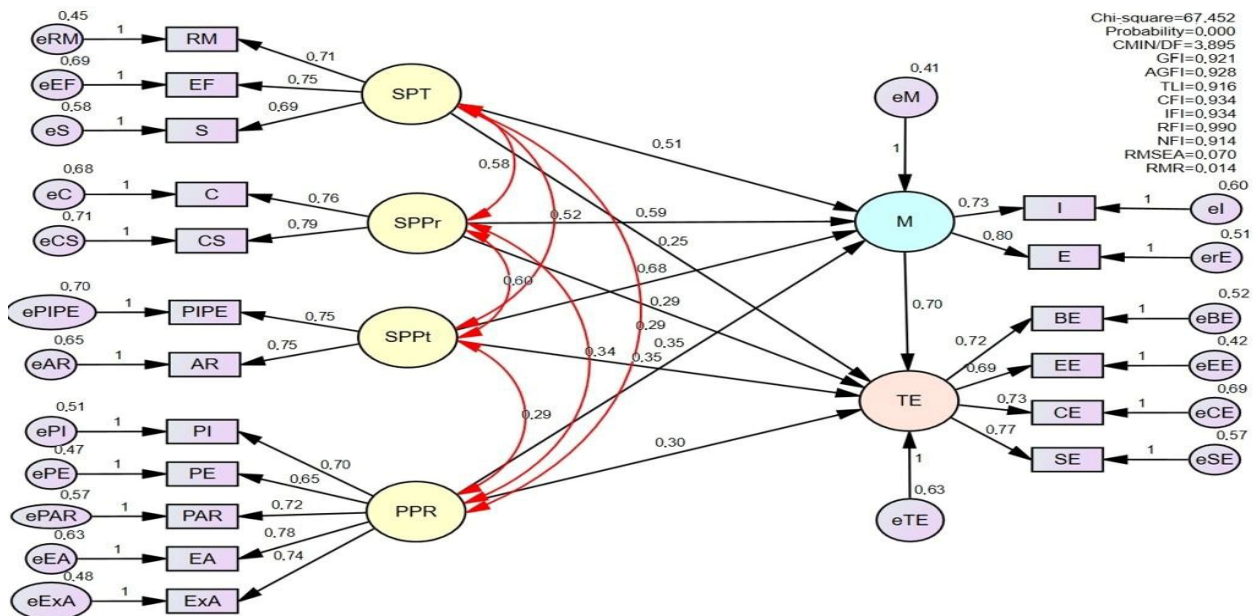 Chi-square=67.452
Probability=0.000
CMIN/DF=3.895
GFI=0.921
AGFI=0.928
TLI=0.916
CFI=0.934
IFI=0.934
RFI=0.990
NFI=0.914
RMSEA=0.070
RMR=0.014
0.45
eRM 1 RM
0.71
0.69
eEF 1 EF
0.75
0.58
eS 1 S
0.69
SPT
0.68
eC 1 C
0.76
0.71
eCS 1 CS
0.79
SPPr
0.70
ePIPE 1 PIPE
0.75
0.65
eAR 1 AR
0.75
SPPt
0.51
ePI 1 PI
0.70
0.47
ePE 1 PE
0.65
0.57
ePAR 1 PAR
0.72
0.63
eEA 1 EA
0.78
0.48
eExA 1 ExA
0.74
PPR
0.58
0.52
0.60
0.34
0.35
0.29
0.51
0.59
0.25
0.68
0.29
0.29
0.35
0.30
0.41
eM
1
M
0.70
TE
1
0.63
eTE
0.73
I 1 eI
0.60
0.80
E 1 erE
0.51
0.72
BE 1 eBE
0.52
0.69
EE 1 eEE
0.42
0.73
CE 1 eCE
0.69
0.77
SE 1 eSE
0.57